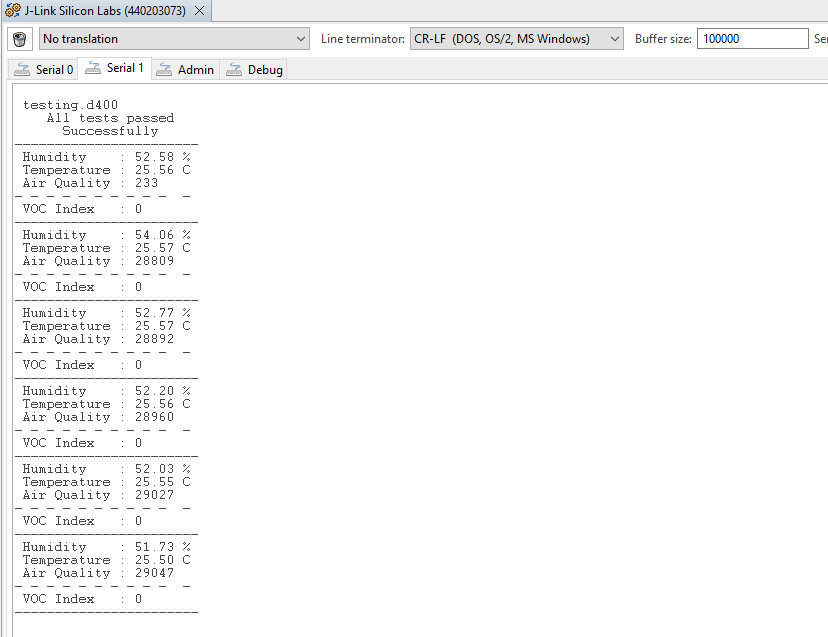 J-Link Silicon Labs (440203073)
No translation Line terminator: CR-LF (DOS, OS/2, MS Windows) Buffer size: 100000 Ser
Serial 0 Serial 1 Admin Debug
testing.d400
All tests passed
Successfully
-----------------------
Humidity : 52.58 %
Temperature : 25.56 C
Air Quality : 233
- - - - - - - - - - -
VOC Index : 0
-----------------------
Humidity : 54.06 %
Temperature : 25.57 C
Air Quality : 28809
- - - - - - - - - - -
VOC Index : 0
-----------------------
Humidity : 52.77 %
Temperature : 25.57 C
Air Quality : 28892
- - - - - - - - - - -
VOC Index : 0
-----------------------
Humidity : 52.20 %
Temperature : 25.56 C
Air Quality : 28960
- - - - - - - - - - -
VOC Index : 0
-----------------------
Humidity : 52.03 %
Temperature : 25.55 C
Air Quality : 29027
- - - - - - - - - - -
VOC Index : 0
-----------------------
Humidity : 51.73 %
Temperature : 25.50 C
Air Quality : 29047
- - - - - - - - - - -
VOC Index : 0
-----------------------